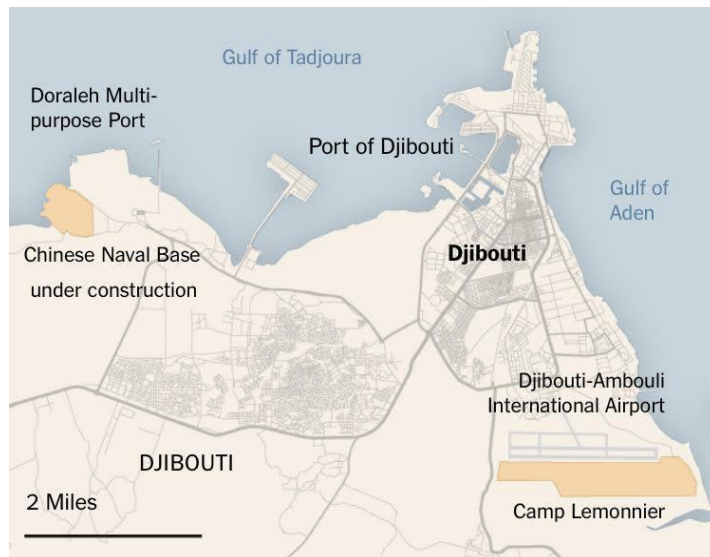 Gulf of Tadjoura
Doraleh Multi-
purpose Port
Port of Djibouti
Gulf of
Aden
Chinese Naval Base
under construction
Djibouti
Djibouti-Ambouli
International Airport
DJIBOUTI
2 Miles
Camp Lemonnier